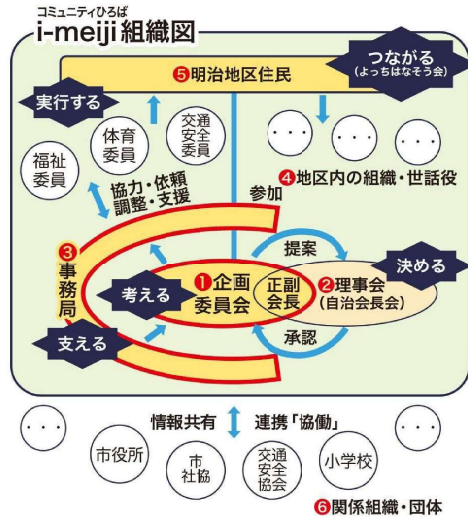 コミュニティひろば
i-meiji組織図
つながる
(よっちはなそう会)
❺明治地区住民
実行する
福祉
委員
体育
委員
交通
安全
委員
・・・
・・・
・・・
❹地区内の組織・世話役
協力・依頼
調整・支援
参加
❸事務局
提案
決める
考える
❶企画
委員会
正副
会長
❷理事会
(自治会長会)
支える
承認
・・・
情報共有
連携「協働」
・・・
市役所
市
社協
交通
安全
協会
小学校
❻関係組織・団体